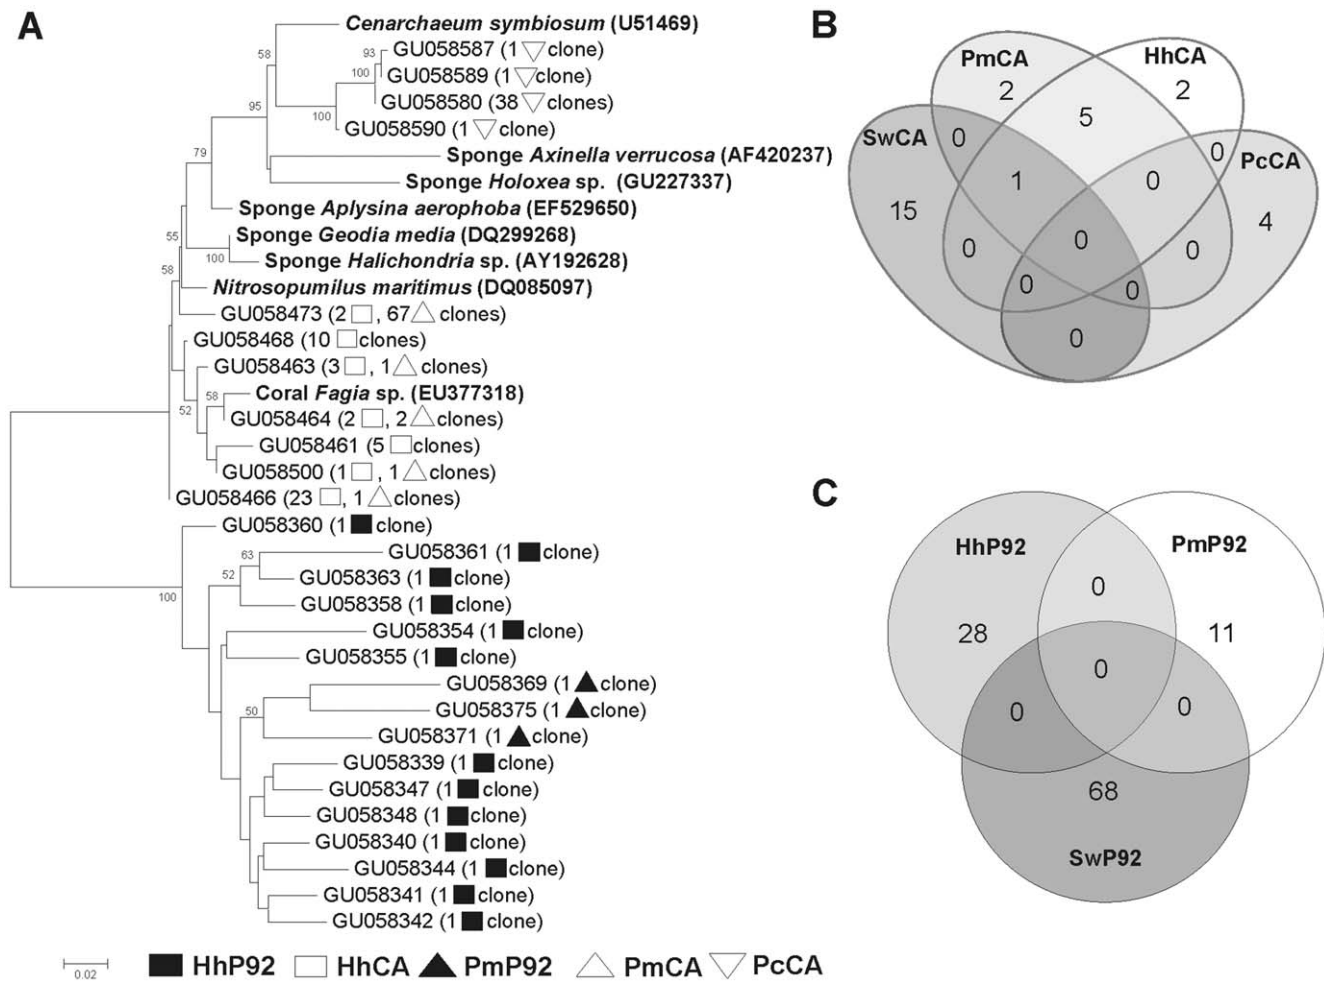 A
Cenarchaeum symbiosum (U51469)
GU058587 (1 clone)
GU058589 (1 clone)
GU058580 (38 clones)
GU058590 (1 clone)
Sponge Axinella verrucosa (AF420237)
Sponge Holoxea sp. (GU227337)
Sponge Aplysina aerophoba (EF529650)
Sponge Geodia media (DQ299268)
Sponge Halichondria sp. (AY192628)
Nitrosopumilus maritimus (DQ085097)
GU058473 (2 , 67 clones)
GU058468 (10 clones)
GU058463 (3 , 1 clones)
Coral Fagia sp. (EU377318)
GU058464 (2 , 2 clones)
GU058461 (5 clones)
GU058500 (1 , 1 clones)
GU058466 (23 , 1 clones)
GU058360 (1 clone)
GU058361 (1 clone)
GU058363 (1 clone)
GU058358 (1 clone)
GU058354 (1 clone)
GU058355 (1 clone)
GU058369 (1 clone)
GU058375 (1 clone)
GU058371 (1 clone)
GU058339 (1 clone)
GU058347 (1 clone)
GU058348 (1 clone)
GU058340 (1 clone)
GU058344 (1 clone)
GU058341 (1 clone)
GU058342 (1 clone)
58
93
100
95
100
79
55
100
58
58
52
63
52
100
50
0.02
HhP92 HhCA PmP92 PmCA PcCA
B
PmCA HhCA
2 2
5
SwCA 0 0 PcCA
1 0
15 4
0 0 0
0 0
0
C
HhP92 PmP92
0
28 11
0
0 0
68
SwP92